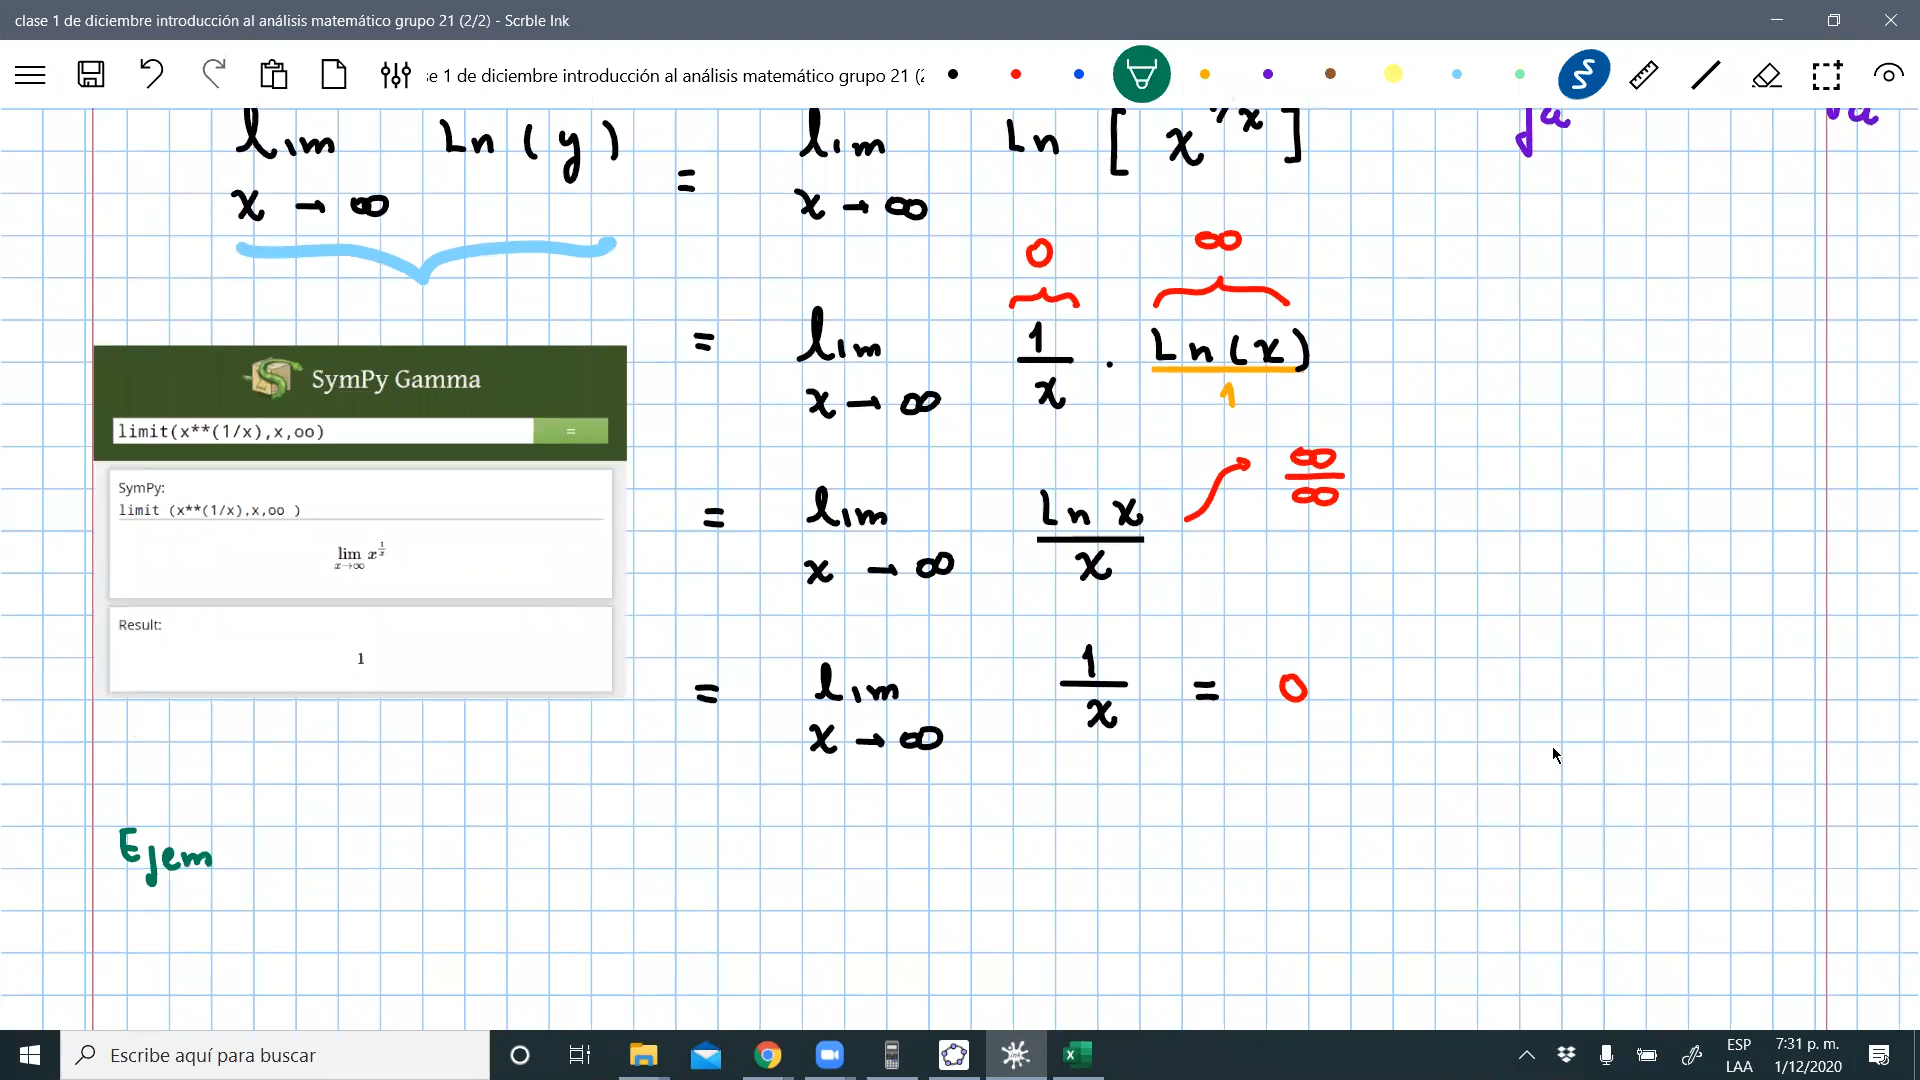 clase 1 de diciembre introducción al análisis matemático grupo 21 (2/2) - Scrble Ink
se 1 de diciembre introducción al análisis matemático grupo 21 (2
lim Ln (y) = lim Ln [x^1/x]
x → ∞ x → ∞
0 ∞
= lim 1/x · Ln(x)/1
x → ∞
= lim Ln x / x ∞/∞
x → ∞
= lim 1/x = 0
x → ∞
SymPy Gamma
limit(x**(1/x),x,oo) =
SymPy:
limit (x**(1/x),x,oo )
lim x^1/x
x→∞
Result:
1
Ejem
Escribe aquí para buscar
ESP 7:31 p. m.
LAA 1/12/2020